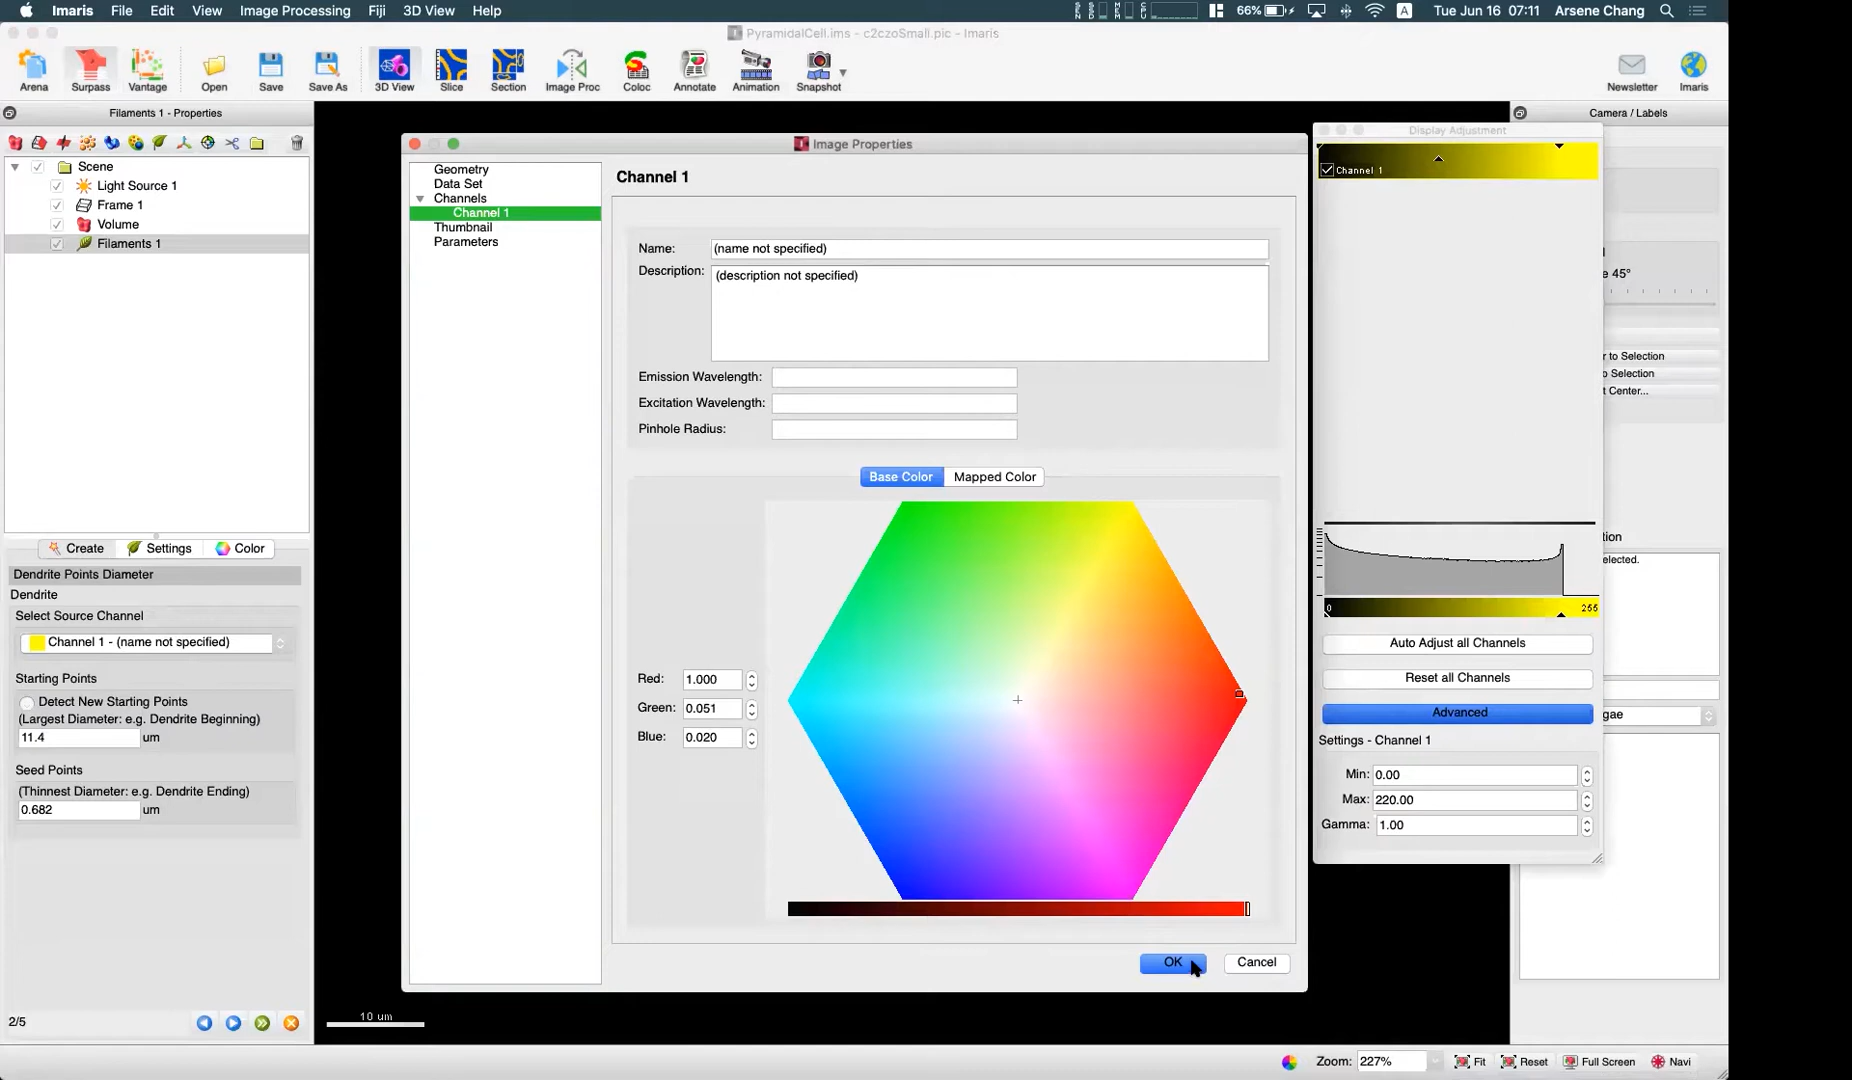 Imaris File Edit View Image Processing Fiji 3D View Help 66% A Tue Jun 16 07:11 Arsene Chang
PyramidalCell.ims - c2czoSmall.pic - Imaris
Arena Surpass Vantage Open Save Save As 3D View Slice Section Image Proc Coloc Annotate Animation Snapshot Newsletter Imaris
Filaments 1 - Properties
Scene
Light Source 1
Frame 1
Volume
Filaments 1
Create Settings Color
Dendrite Points Diameter
Dendrite
Select Source Channel
Channel 1 - (name not specified)
Starting Points
Detect New Starting Points
(Largest Diameter: e.g. Dendrite Beginning)
11.4 um
Seed Points
(Thinnest Diameter: e.g. Dendrite Ending)
0.682 um
2/5
10 um
Image Properties
Geometry
Data Set
Channels
Channel 1
Thumbnail
Parameters
Channel 1
Name: (name not specified)
Description: (description not specified)
Emission Wavelength:
Excitation Wavelength:
Pinhole Radius:
Base Color Mapped Color
Red: 1.000
Green: 0.051
Blue: 0.020
OK Cancel
Display Adjustment
Channel 1
0 255
Auto Adjust all Channels
Reset all Channels
Advanced
Settings - Channel 1
Min: 0.00
Max: 220.00
Gamma: 1.00
Camera / Labels
e 45°
r to Selection
o Selection
t Center...
tion
elected.
gae
Zoom: 227% Fit Reset Full Screen Navi